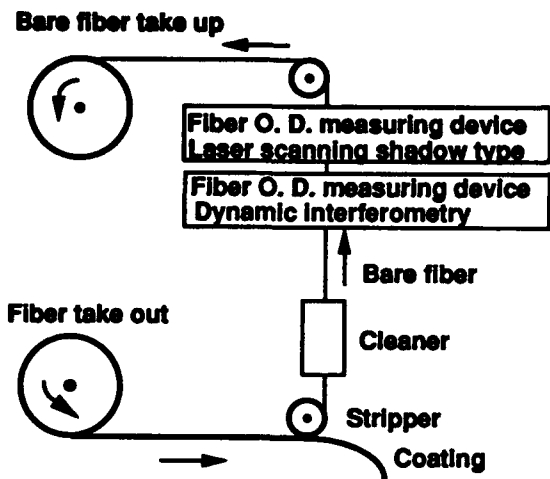 Bare fiber take up
Fiber O. D. measuring device
Laser scanning shadow type
Fiber O. D. measuring device
Dynamic interferometry
Bare fiber
Fiber take out
Cleaner
Stripper
Coating